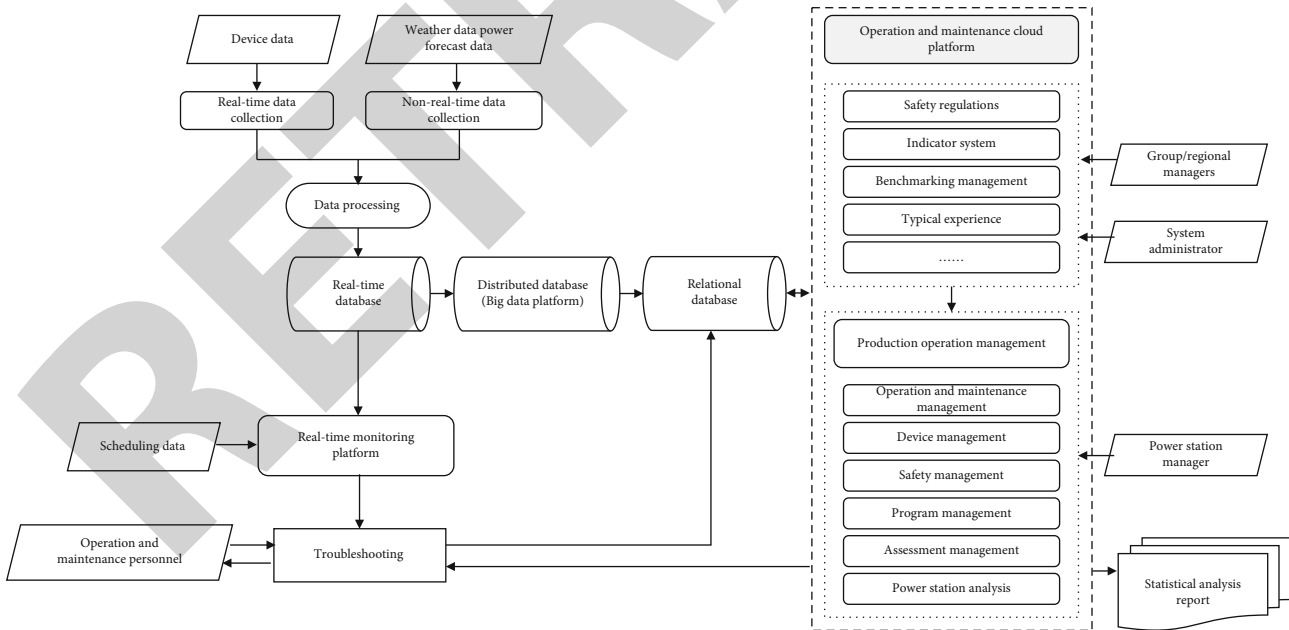 Device data
Weather data power
forecast data
Real-time data
collection
Non-real-time data
collection
Data processing
Real-time
database
Distributed database
(Big data platform)
Relational
database
Scheduling data
Real-time monitoring
platform
Operation and
maintenance personnel
Troubleshooting
Operation and maintenance cloud
platform
Safety regulations
Indicator system
Benchmarking management
Typical experience
......
Group/regional
managers
System
administrator
Production operation management
Operation and maintenance
management
Device management
Safety management
Program management
Assessment management
Power station analysis
Power station
manager
Statistical analysis
report